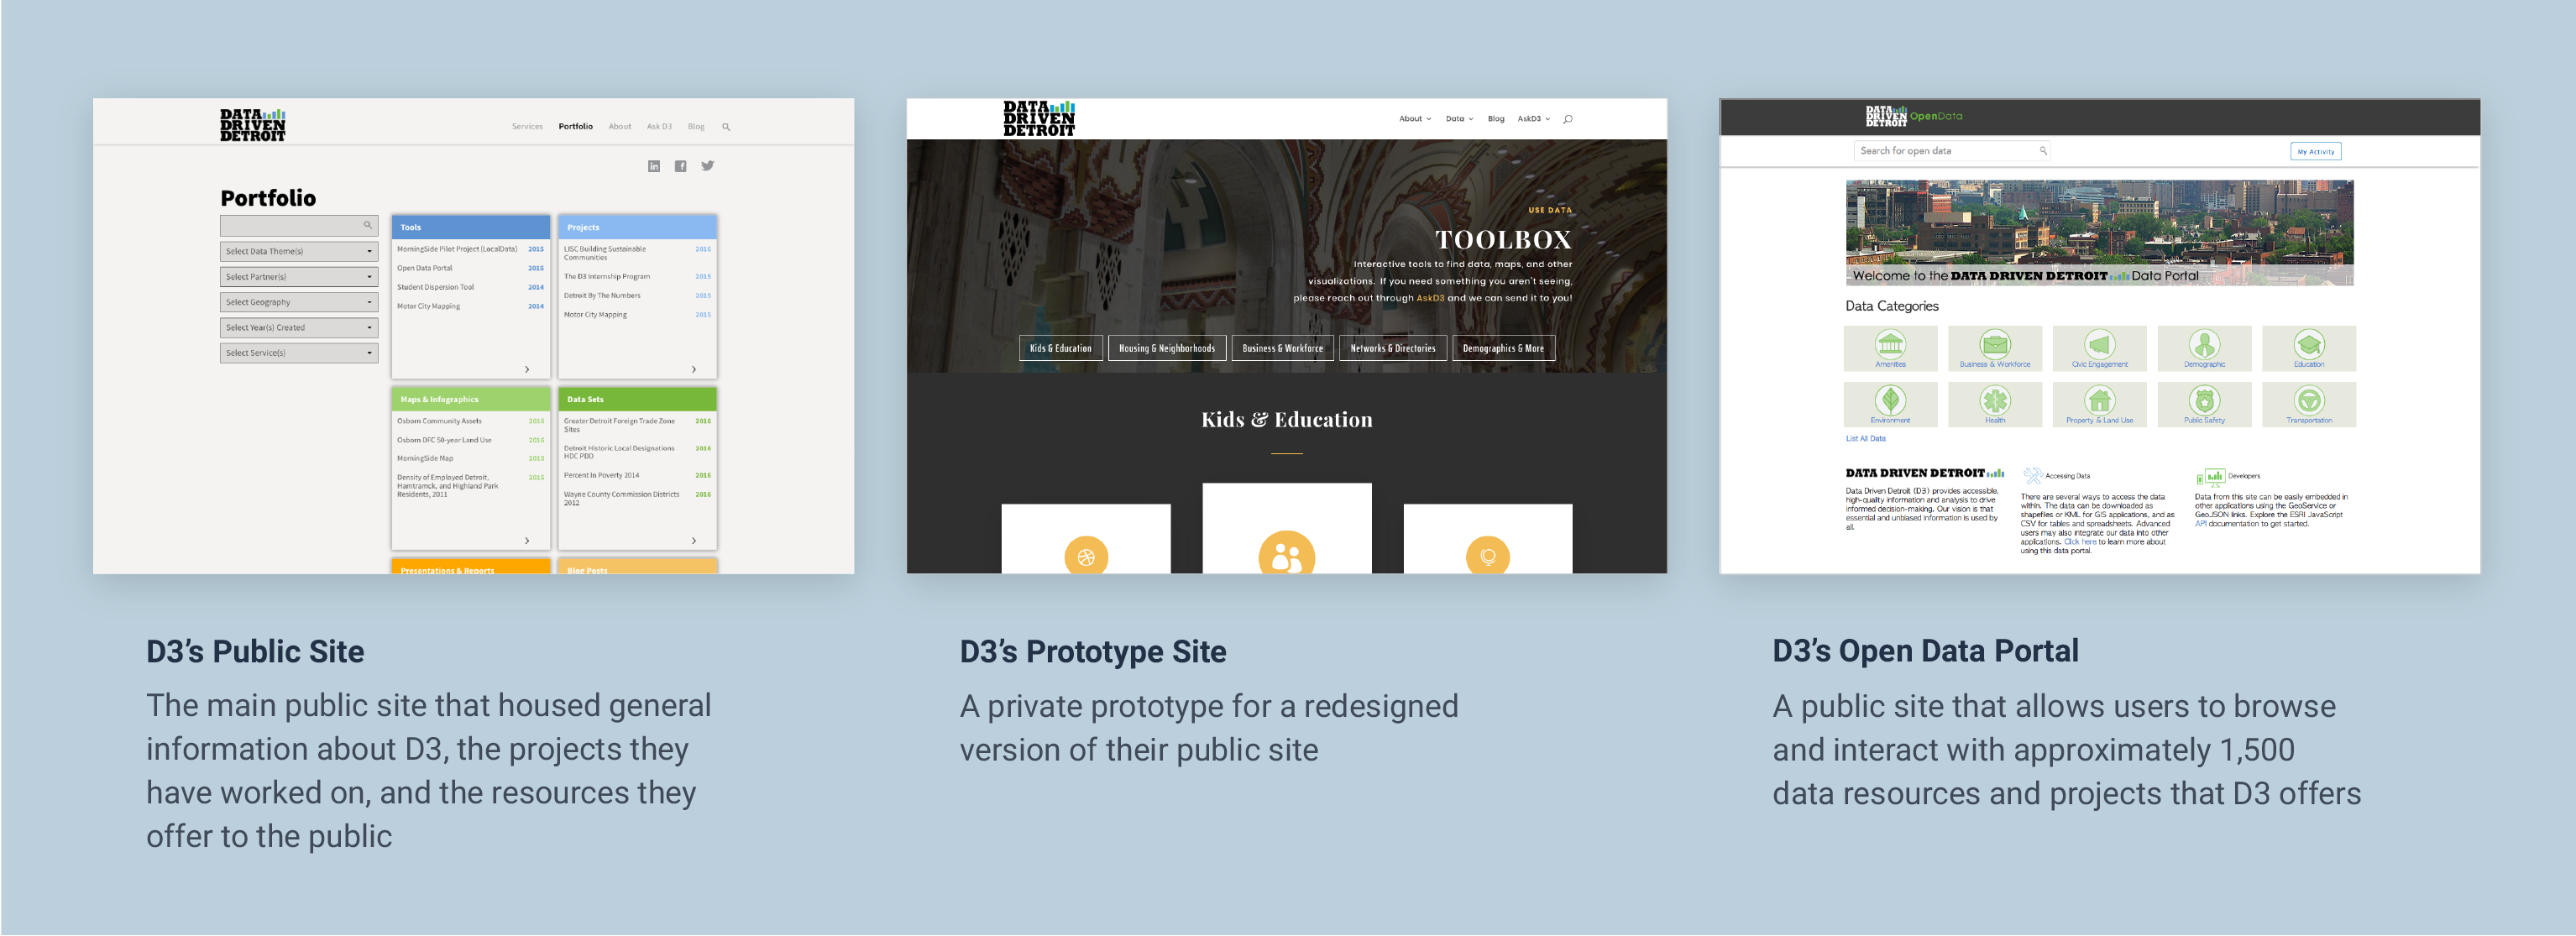 DATA
DRIVEN
DETROIT
Services Portfolio About Ask D3 Blog
Portfolio
Select Data Theme(s)
Select Partner(s)
Select Geography
Select Year(s) Created
Select Service(s)
Tools
MorningSide Pilot Project (LocalData) 2015
Open Data Portal 2015
Student Dispersion Tool 2014
Motor City Mapping 2014
Projects
LISC Building Sustainable 2016
Communities
The D3 Internship Program 2015
Detroit By The Numbers 2015
Motor City Mapping 2015
Maps & Infographics
Osborn Community Assets 2016
Osborn DFC 50-year Land Use 2016
MorningSide Map 2015
Density of Employed Detroit, 2015
Hamtramck, and Highland Park
Residents, 2011
Data Sets
Greater Detroit Foreign Trade Zone 2016
Sites
Detroit Historic Local Designations 2016
HDC PDD
Percent In Poverty 2014 2016
Wayne County Commission Districts 2016
2012
Presentations & Reports
Blog Posts
D3's Public Site
The main public site that housed general
information about D3, the projects they
have worked on, and the resources they
offer to the public
DATA
DRIVEN
DETROIT
About Data Blog AskD3
USE DATA
TOOLBOX
Interactive tools to find data, maps, and other
visualizations. If you need something you aren't seeing,
please reach out through AskD3 and we can send it to you!
Kids & Education Housing & Neighborhoods Business & Workforce Networks & Directories Demographics & More
Kids & Education
D3's Prototype Site
A private prototype for a redesigned
version of their public site
DATA
DRIVEN
DETROIT
OpenData
Search for open data
My Activity
Welcome to the DATA DRIVEN DETROIT Data Portal
Data Categories
Amenities Business & Workforce Civic Engagement Demographic Education
Environment Health Property & Land Use Public Safety Transportation
List All Data
DATA DRIVEN DETROIT
Data Driven Detroit (D3) provides accessible,
high-quality information and analysis to drive
informed decision-making. Our vision is that
essential and unbiased information is used by
all.
Accessing Data
There are several ways to access the data
within. The data can be downloaded as
shapefiles or KML for GIS applications, and as
CSV for tables and spreadsheets. Advanced
users may also integrate our data into other
applications. Click here to learn more about
using this data portal.
Developers
Data from this site can be easily embedded in
other applications using the GeoService or
GeoJSON links. Explore the ESRI JavaScript
API documentation to get started.
D3's Open Data Portal
A public site that allows users to browse
and interact with approximately 1,500
data resources and projects that D3 offers